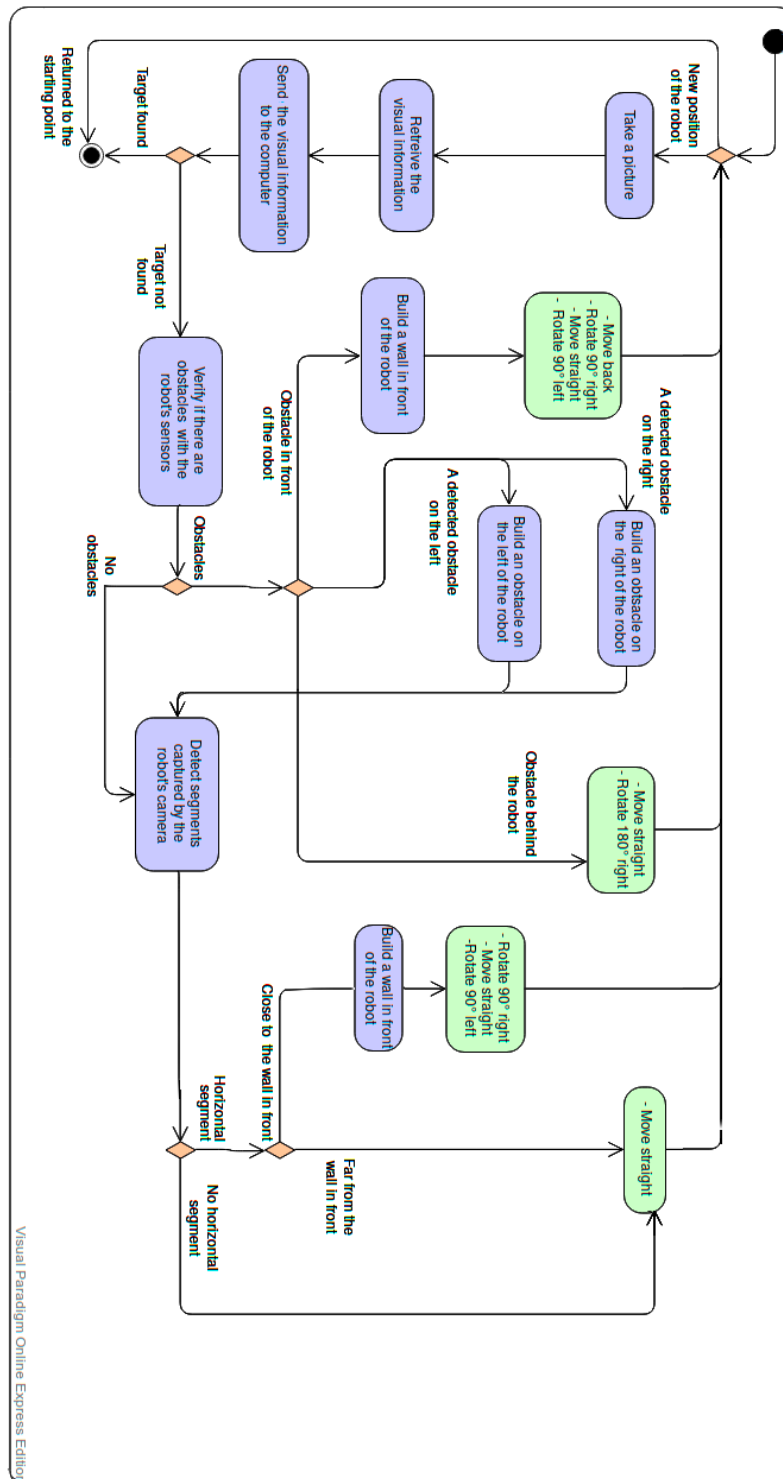 New position
of the robot
Take a picture
Retreive the
visual information
Send  the visual information
to the computer
Target found
Returned to the
starting point
Target not
found
Verify if there are
obstacles  with the
robot's sensors
Obstacles
No
obstacles
Obstacle in front
of the robot
Build a wall in front
of the robot
- Move back
- Rotate 90° right
- Move straight
- Rotate 90° left
A detected obstacle
on the right
A detected obstacle
on the left
Build an obtsacle on
the  right of the robot
Build an obstacle on
the left of the robot
Obstacle behind
the robot
- Move straight
- Rotate 180° right
Detect segments
captured by the
robot's camera
Horizontal
segment
No horizontal
segment
Close to  the wall in front
Far from the
wall in front
Build a wall in front
of the robot
- Rotate 90° right
- Move straight
-Rotate 90° left
- Move straight
Visual Paradigm Online Express Edition